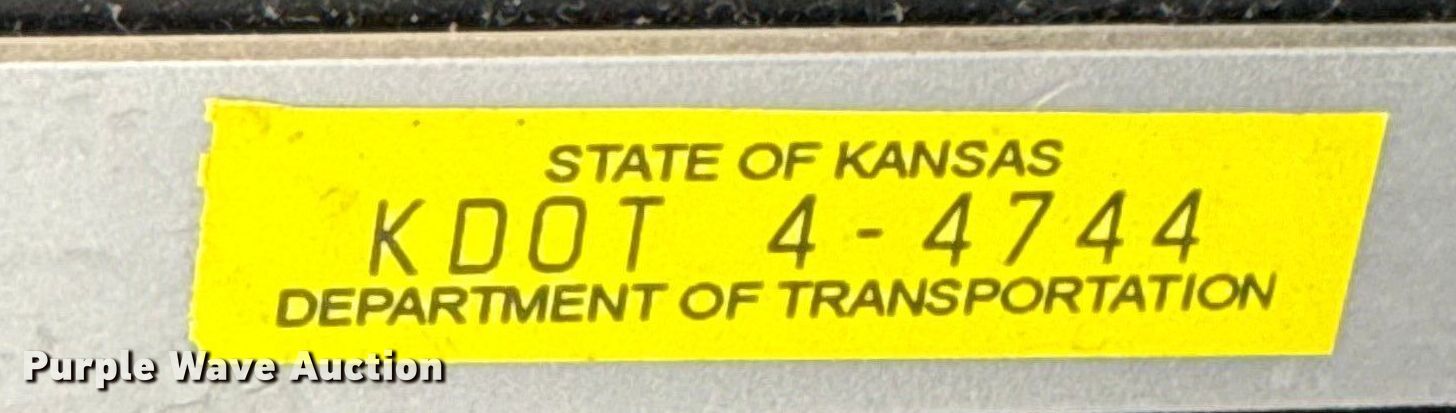 STATE OF KANSAS
KDOT 4-4744
DEPARTMENT OF TRANSPORTATION
Purple Wave Auction